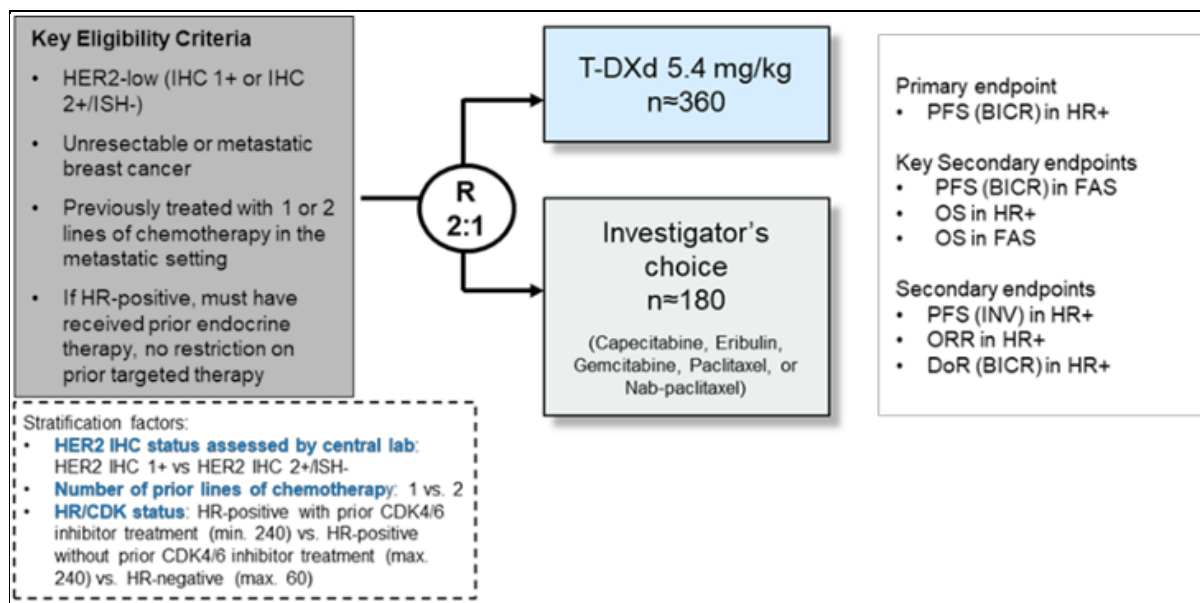 Key Eligibility Criteria
• HER2-low (IHC 1+ or IHC
2+/ISH-)
• Unresectable or metastatic
breast cancer
• Previously treated with 1 or 2
lines of chemotherapy in the
metastatic setting
• If HR-positive, must have
received prior endocrine
therapy, no restriction on
prior targeted therapy
Stratification factors:
• HER2 IHC status assessed by central lab:
HER2 IHC 1+ vs HER2 IHC 2+/ISH-
• Number of prior lines of chemotherapy: 1 vs. 2
• HR/CDK status: HR-positive with prior CDK4/6
inhibitor treatment (min. 240) vs. HR-positive
without prior CDK4/6 inhibitor treatment (max.
240) vs. HR-negative (max. 60)
R
2:1
T-DXd 5.4 mg/kg
n≈360
Investigator's
choice
n≈180
(Capecitabine, Eribulin,
Gemcitabine, Paclitaxel, or
Nab-paclitaxel)
Primary endpoint
• PFS (BICR) in HR+
Key Secondary endpoints
• PFS (BICR) in FAS
• OS in HR+
• OS in FAS
Secondary endpoints
• PFS (INV) in HR+
• ORR in HR+
• DoR (BICR) in HR+